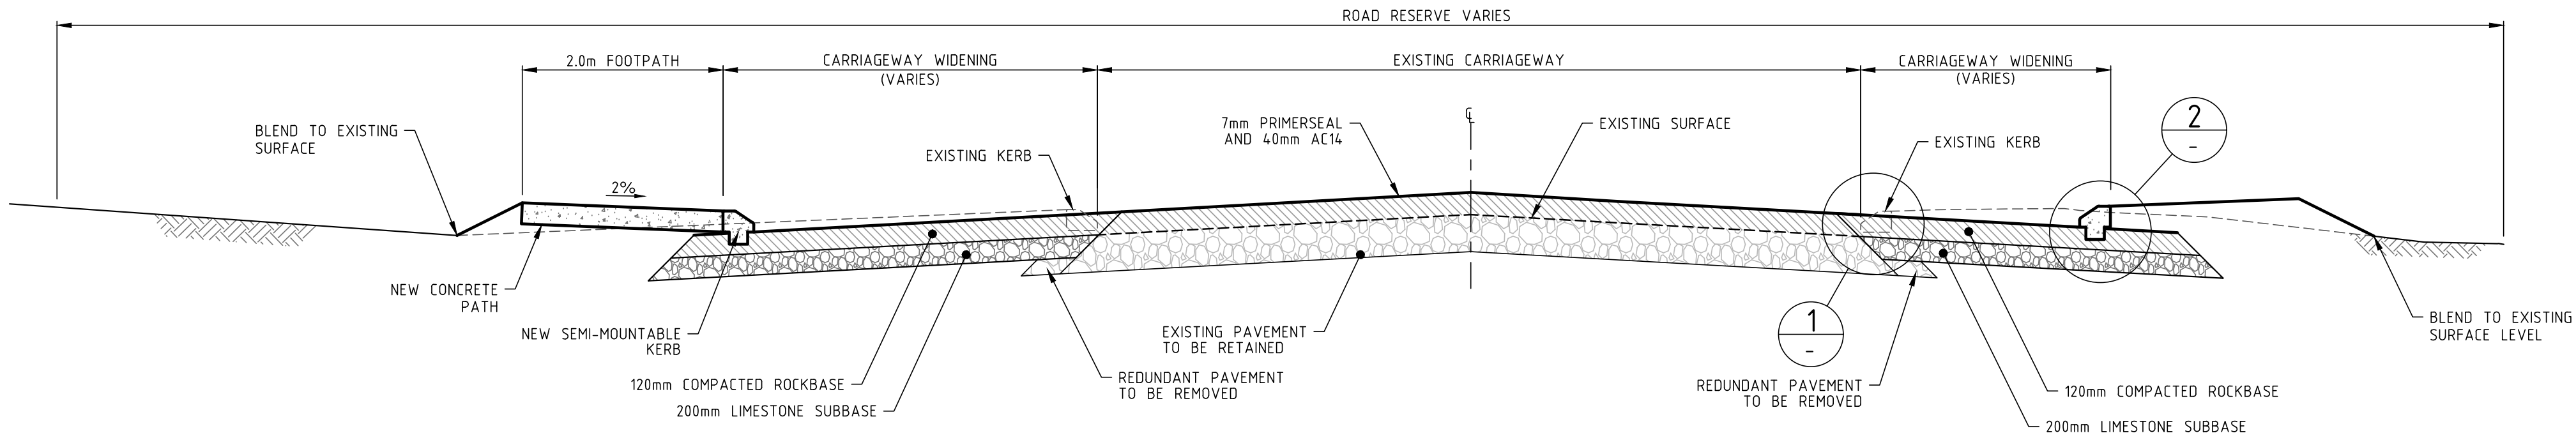 ROAD RESERVE VARIES
2.0m FOOTPATH
CARRIAGEWAY WIDENING
(VARIES)
EXISTING CARRIAGEWAY
CARRIAGEWAY WIDENING
(VARIES)
BLEND TO EXISTING
SURFACE
2%
EXISTING KERB
7mm PRIMERSEAL
AND 40mm AC14
℄
EXISTING SURFACE
EXISTING KERB
2
-
NEW CONCRETE
PATH
NEW SEMI-MOUNTABLE
KERB
120mm COMPACTED ROCKBASE
200mm LIMESTONE SUBBASE
REDUNDANT PAVEMENT
TO BE REMOVED
EXISTING PAVEMENT
TO BE RETAINED
1
-
REDUNDANT PAVEMENT
TO BE REMOVED
120mm COMPACTED ROCKBASE
200mm LIMESTONE SUBBASE
BLEND TO EXISTING
SURFACE LEVEL